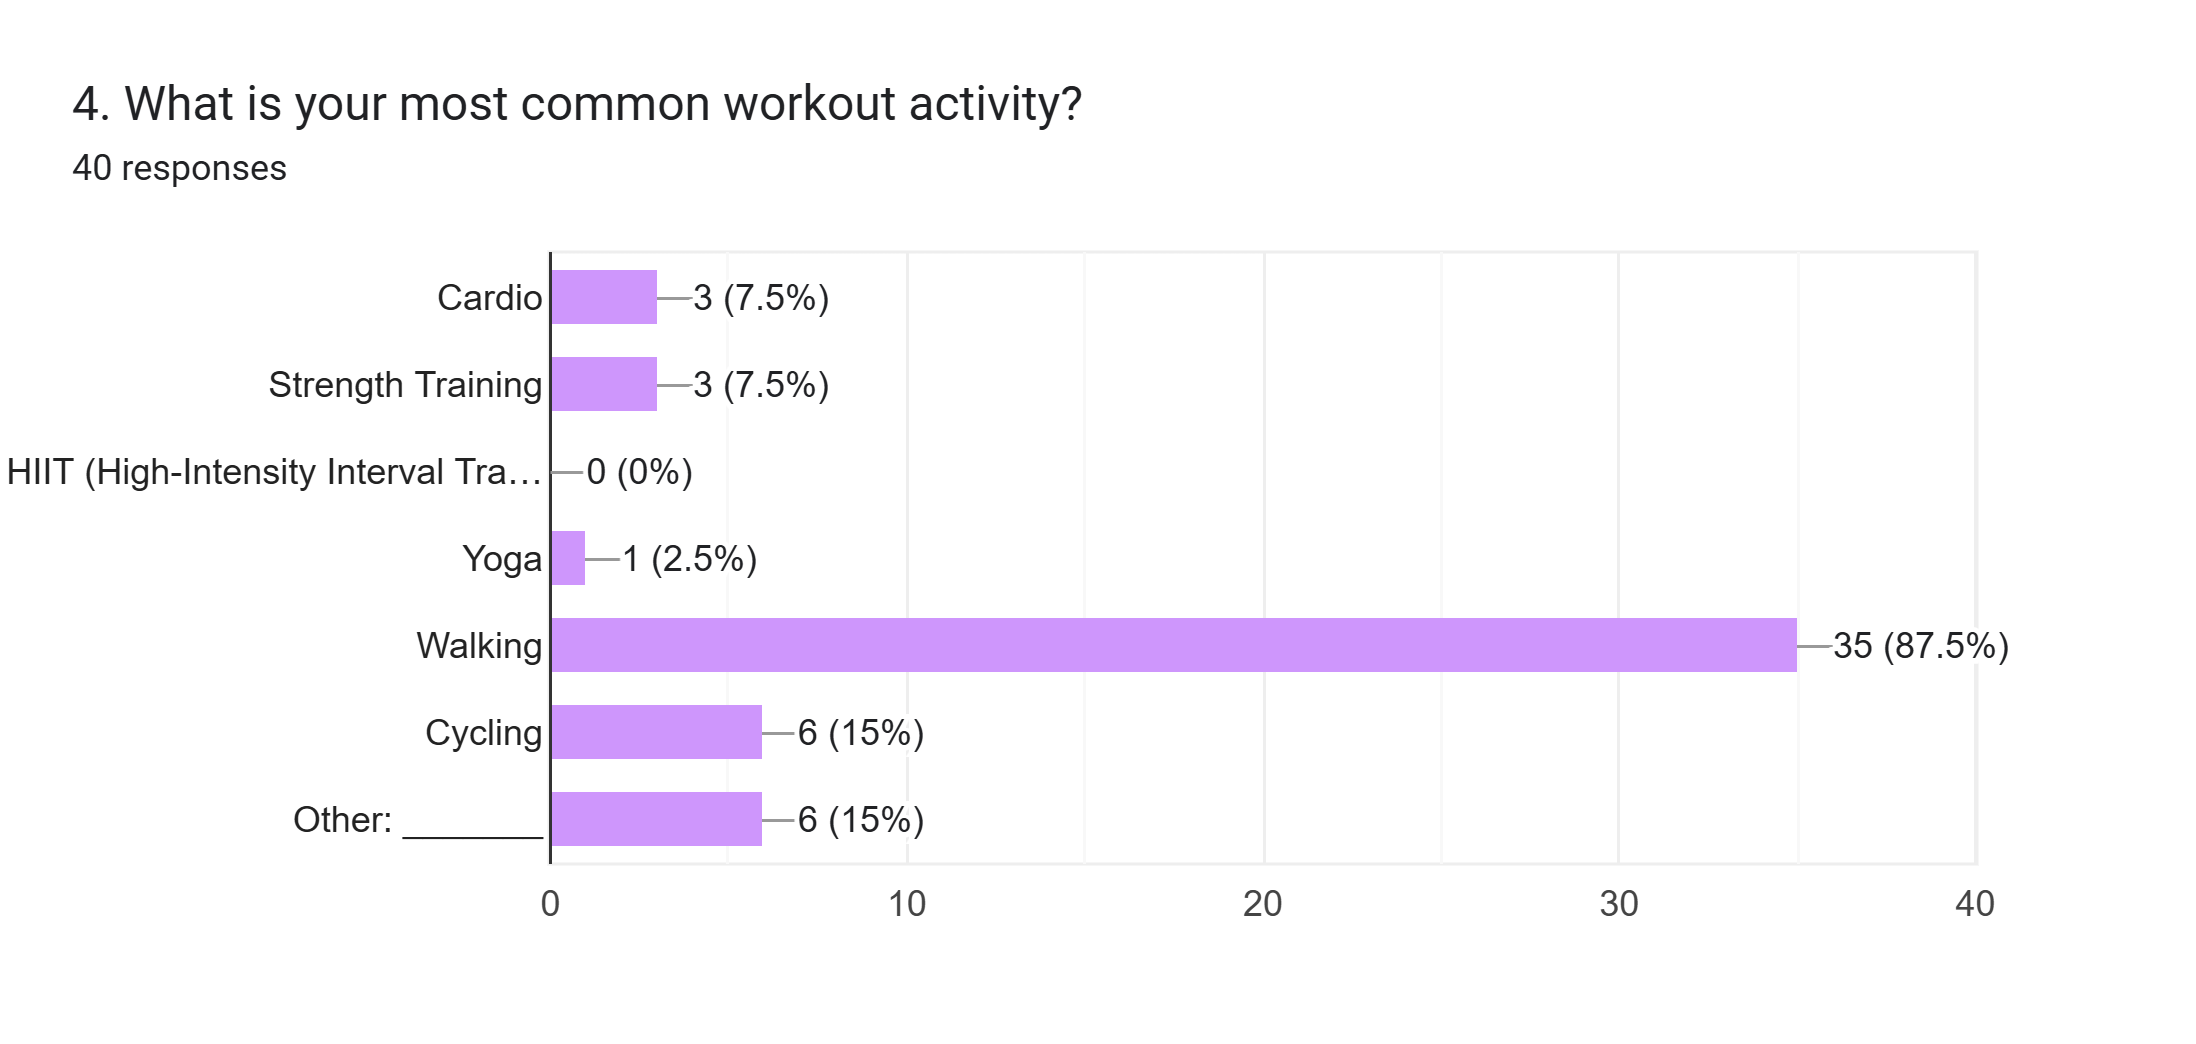 4. What is your most common workout activity?
40 responses
Cardio 3 (7.5%)
Strength Training 3 (7.5%)
HIIT (High-Intensity Interval Tra… 0 (0%)
Yoga 1 (2.5%)
Walking 35 (87.5%)
Cycling 6 (15%)
Other: _______ 6 (15%)
0 10 20 30 40